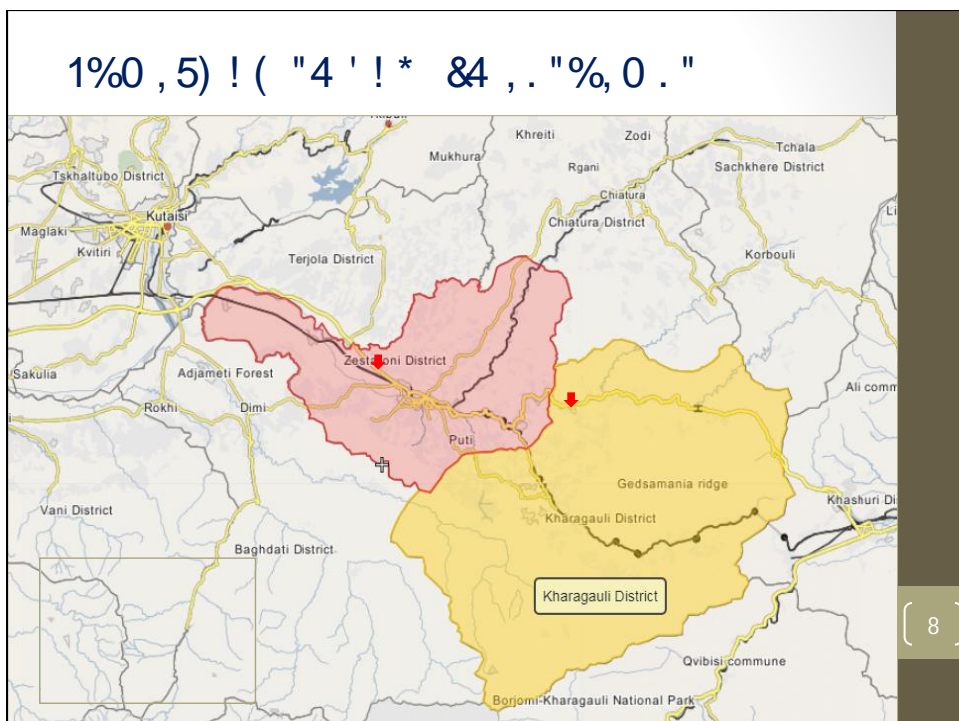 1%0 , 5) ! ( "4 ' ! * &4 , . "%, 0 . "
Khreiti
Zodi
Tchala
Mukhura
Rgani
Sachkhere District
Tskhaltubo District
Chiatura
Kutaisi
Chiatura District
Maglaki
Kvitiri
Terjola District
Korbouli
Zestafoni District
Sakulia
Adjameti Forest
Ali comm
Rokhi
Dimi
Puti
Gedsamania ridge
Khashuri Di
Vani District
Kharagauli District
Baghdati District
Kharagauli District
8
Qvibisi commune
Borjomi-Kharagauli National Park